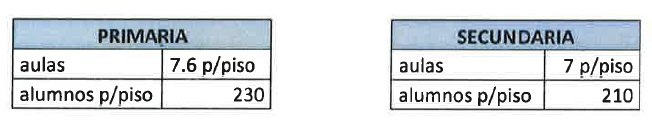 PRIMARIA
aulas 7.6 p/piso
alumnos p/piso 230
SECUNDARIA
aulas 7 p/piso
alumnos p/piso 210